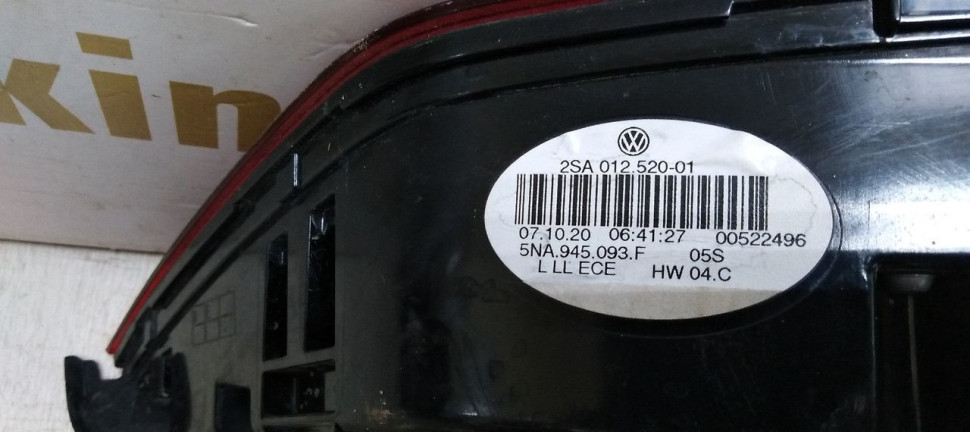 kin
VW
2SA 012.520-01
07.10.20 06:41:27 00522496
5NA.945.093.F 05S
L LL ECE HW 04.C